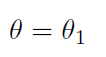 θ = θ₁